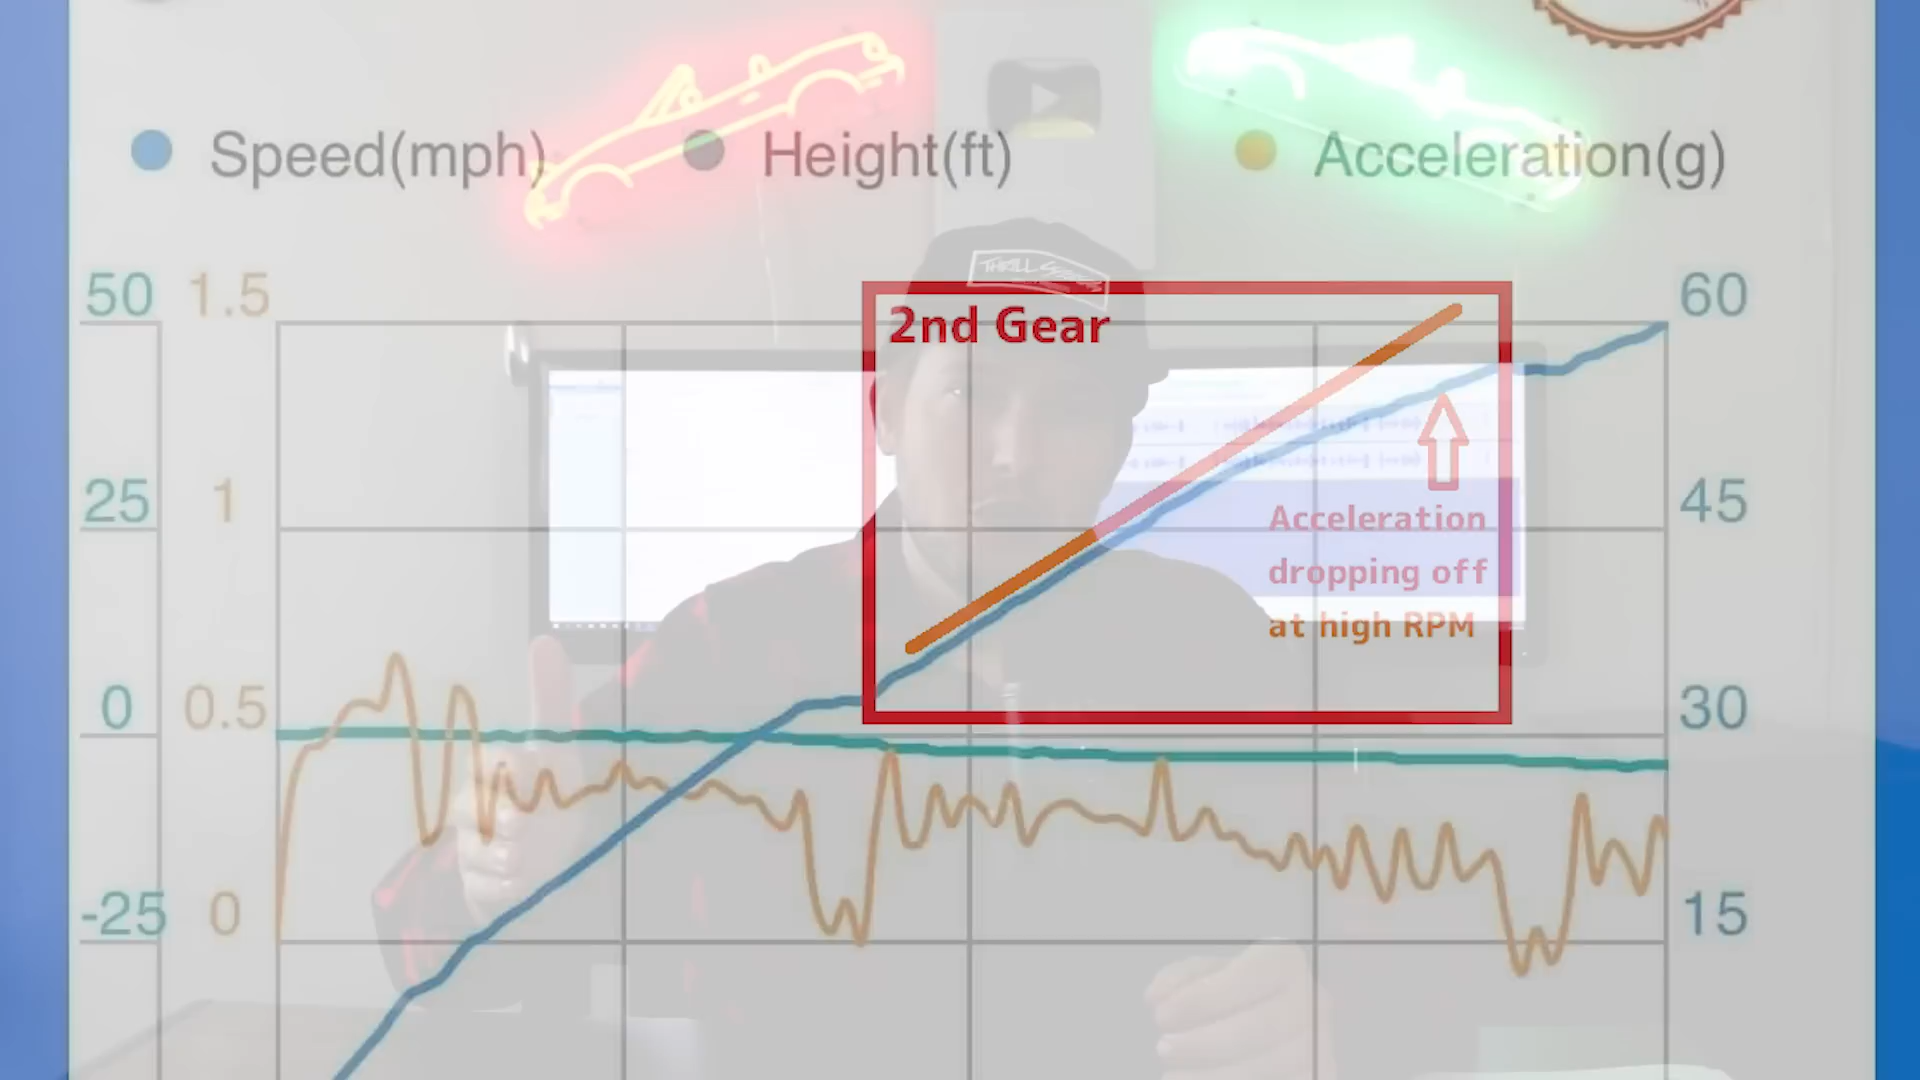 Speed(mph) Height(ft) Acceleration(g)
THRILL
50 1.5 60
2nd Gear
25 1 45
Acceleration
dropping off
at high RPM
0 0.5 30
-25 0 15